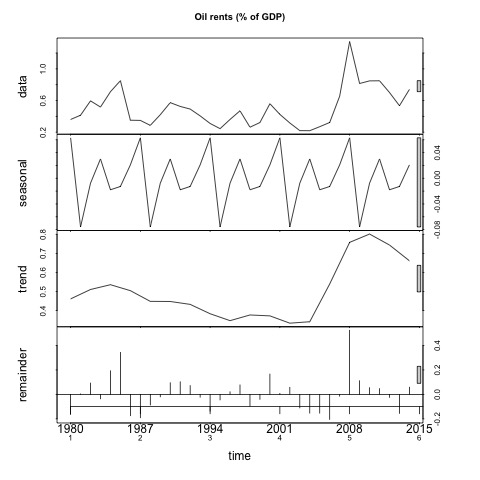 Oil rents (% of GDP)
data
0.2 0.6 1.0
seasonal
-0.08 -0.04 0.00 0.04
trend
0.4 0.5 0.6 0.7 0.8
remainder
-0.2 0.0 0.2 0.4
1980 1987 1994 2001 2008 2015
1 2 3 4 5 6
time